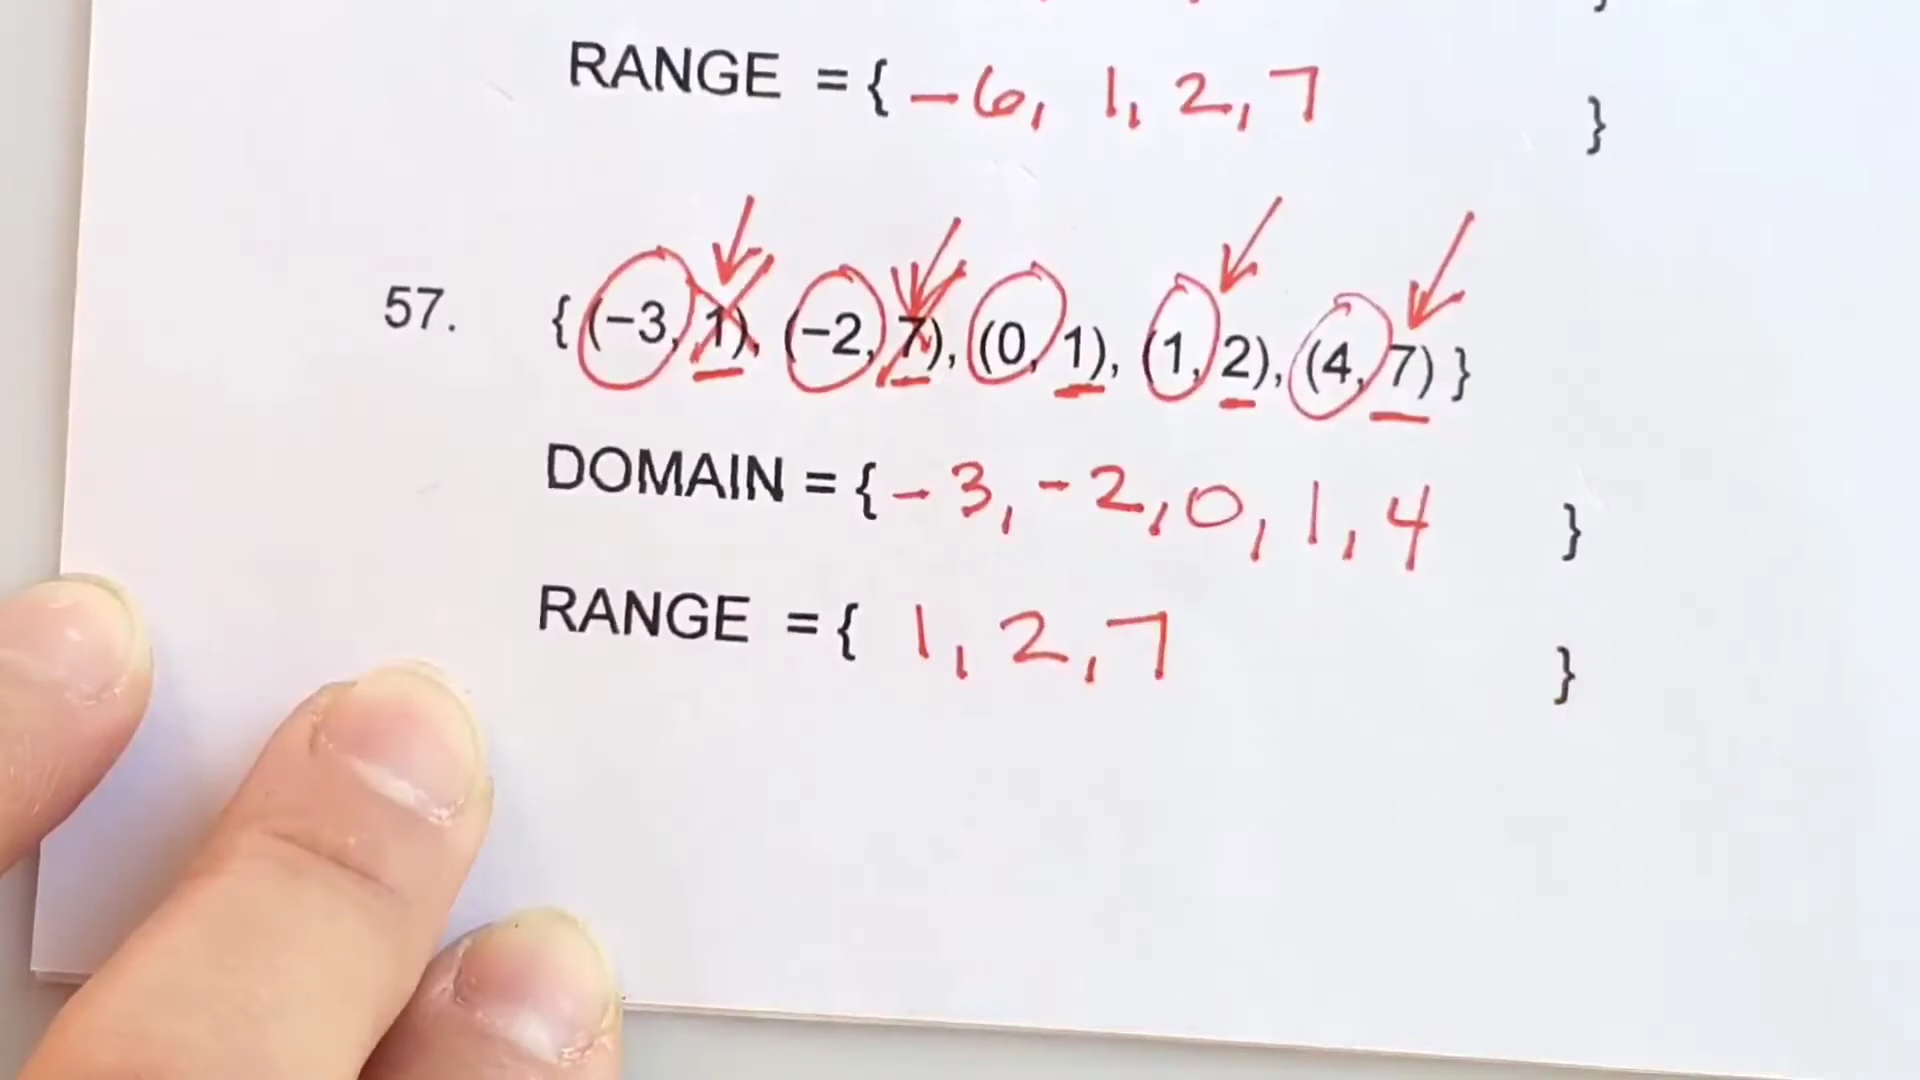 RANGE = { -6, 1, 2, 7 }
57. { (−3, 1), (−2, 7), (0, 1), (1, 2), (4, 7) }
DOMAIN = { -3, -2, 0, 1, 4 }
RANGE = { 1, 2, 7 }